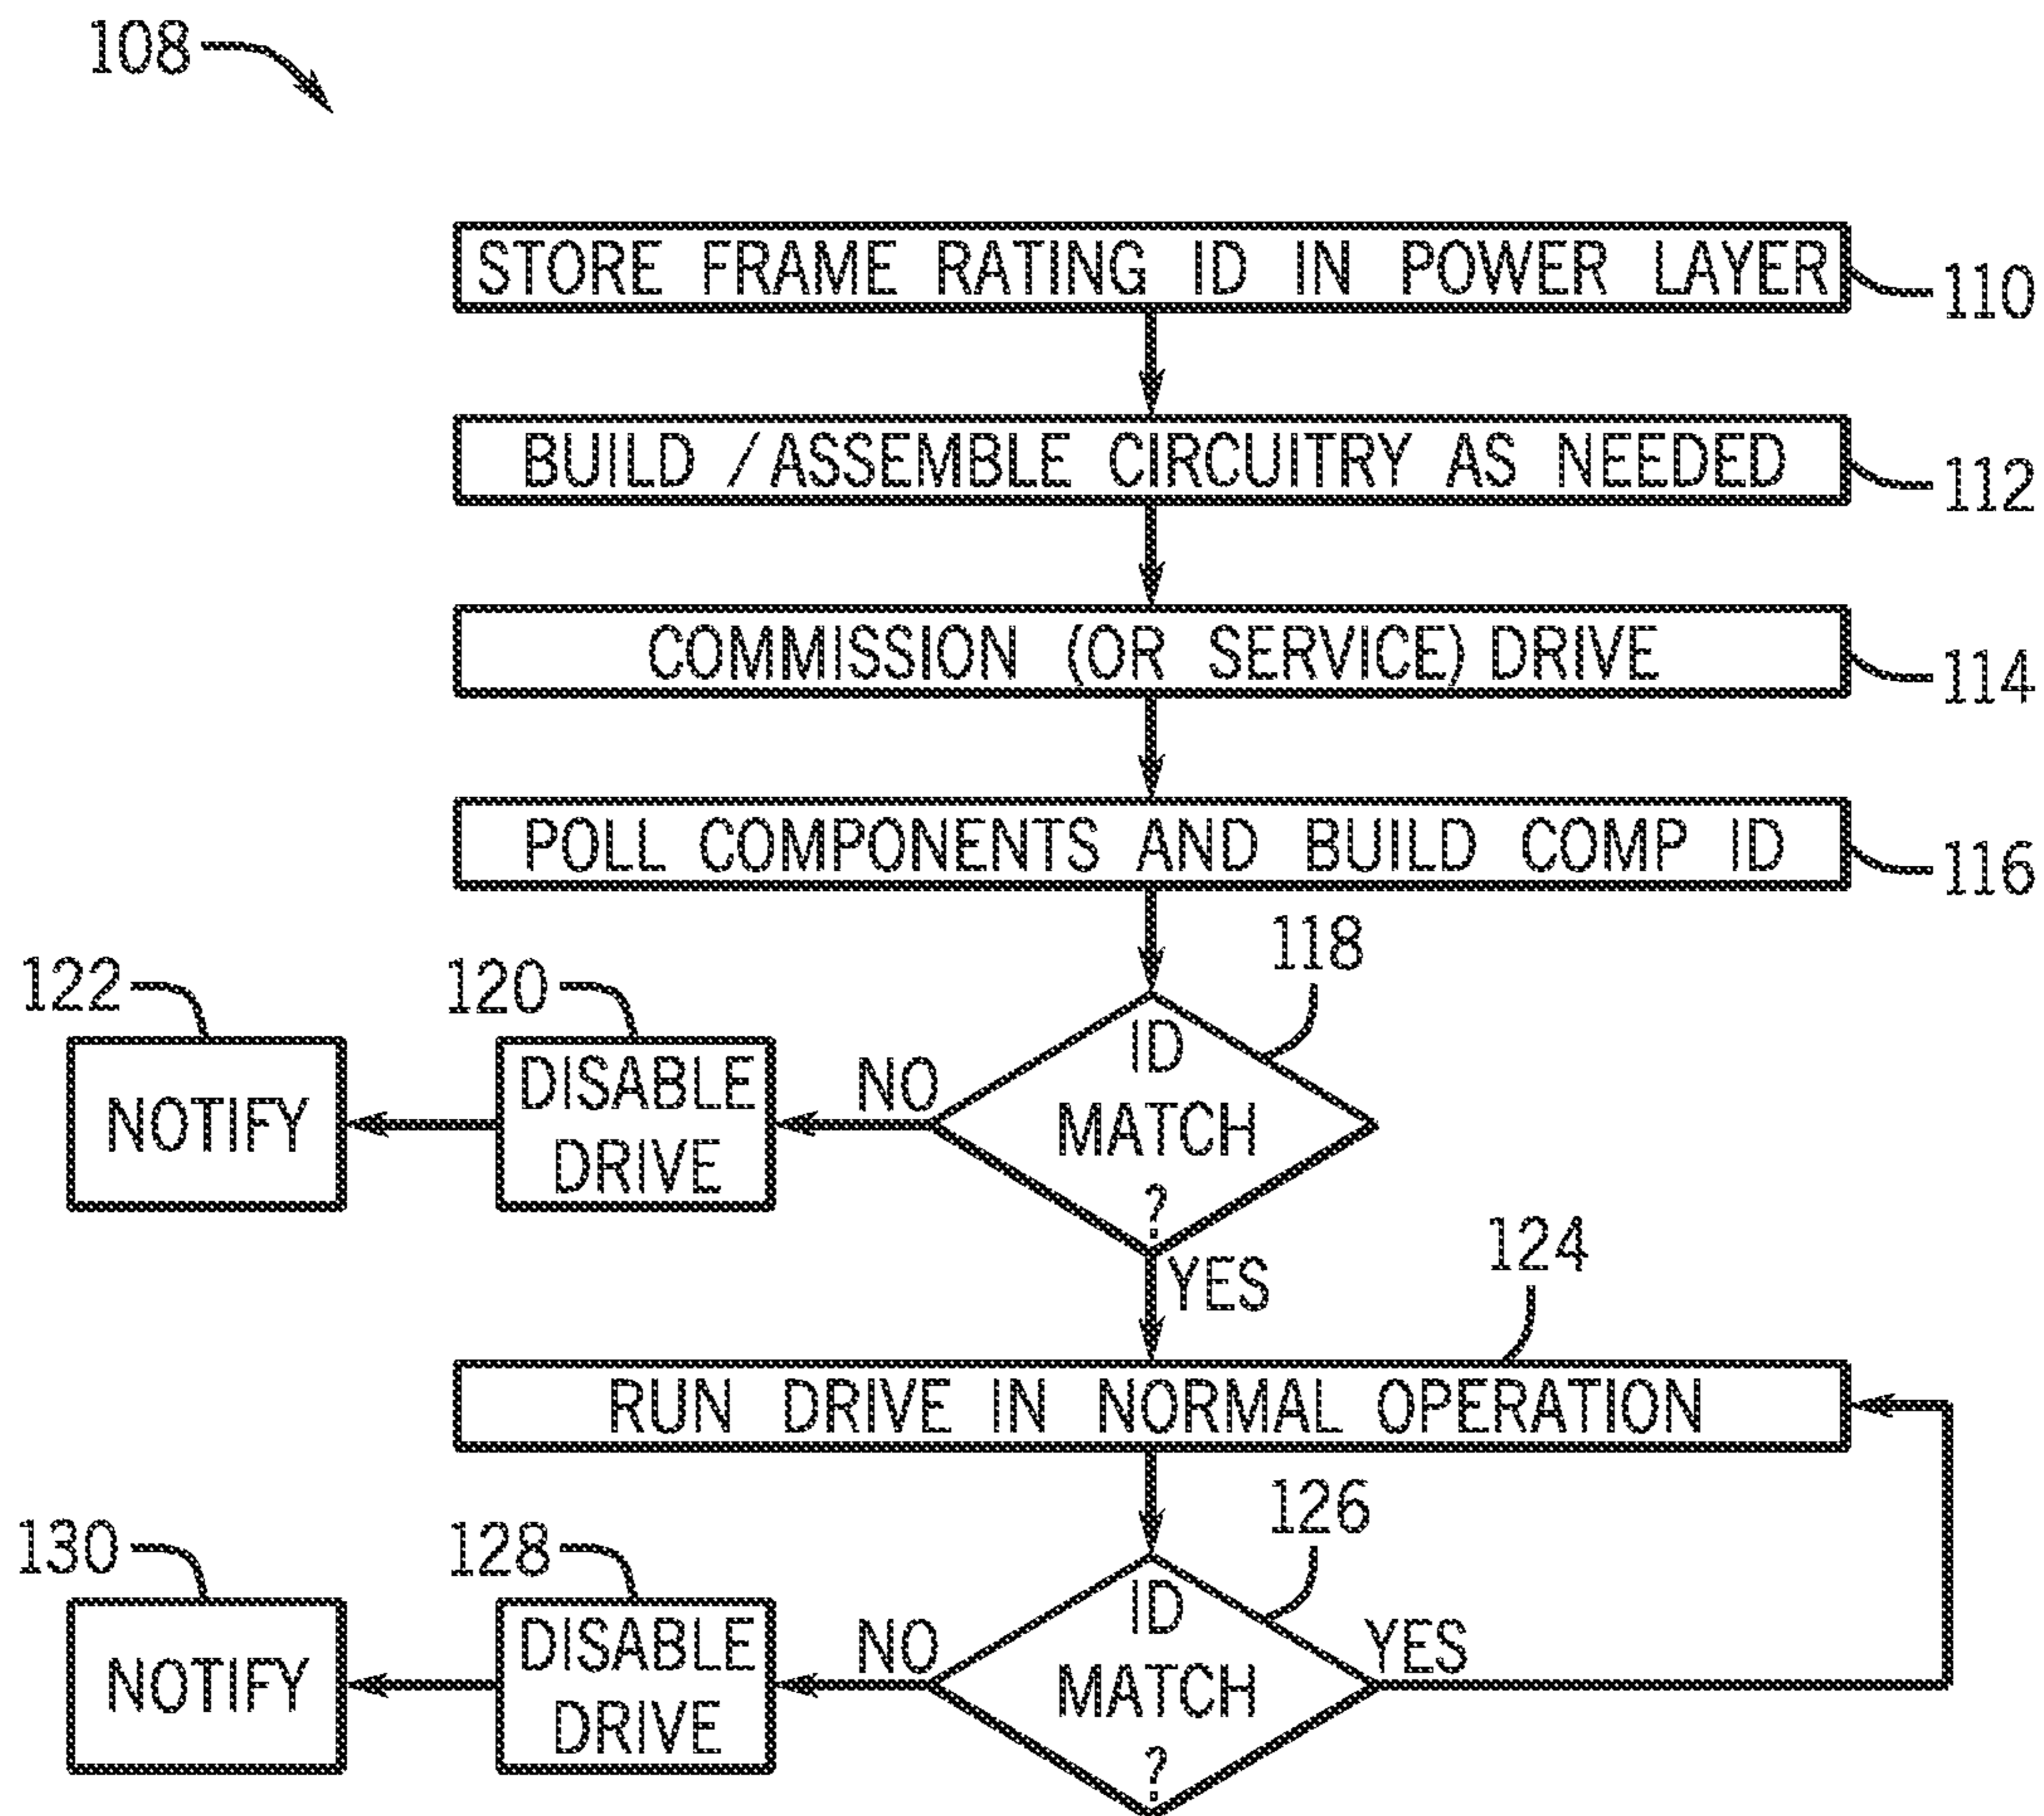 108
STORE FRAME RATING ID IN POWER LAYER
110
BUILD /ASSEMBLE CIRCUITRY AS NEEDED
112
COMMISSION (OR SERVICE) DRIVE
114
POLL COMPONENTS AND BUILD COMP ID
116
118
122
120
ID
MATCH
?
NO
DISABLE
DRIVE
NOTIFY
YES
124
RUN DRIVE IN NORMAL OPERATION
126
130
128
ID
MATCH
?
YES
NO
DISABLE
DRIVE
NOTIFY